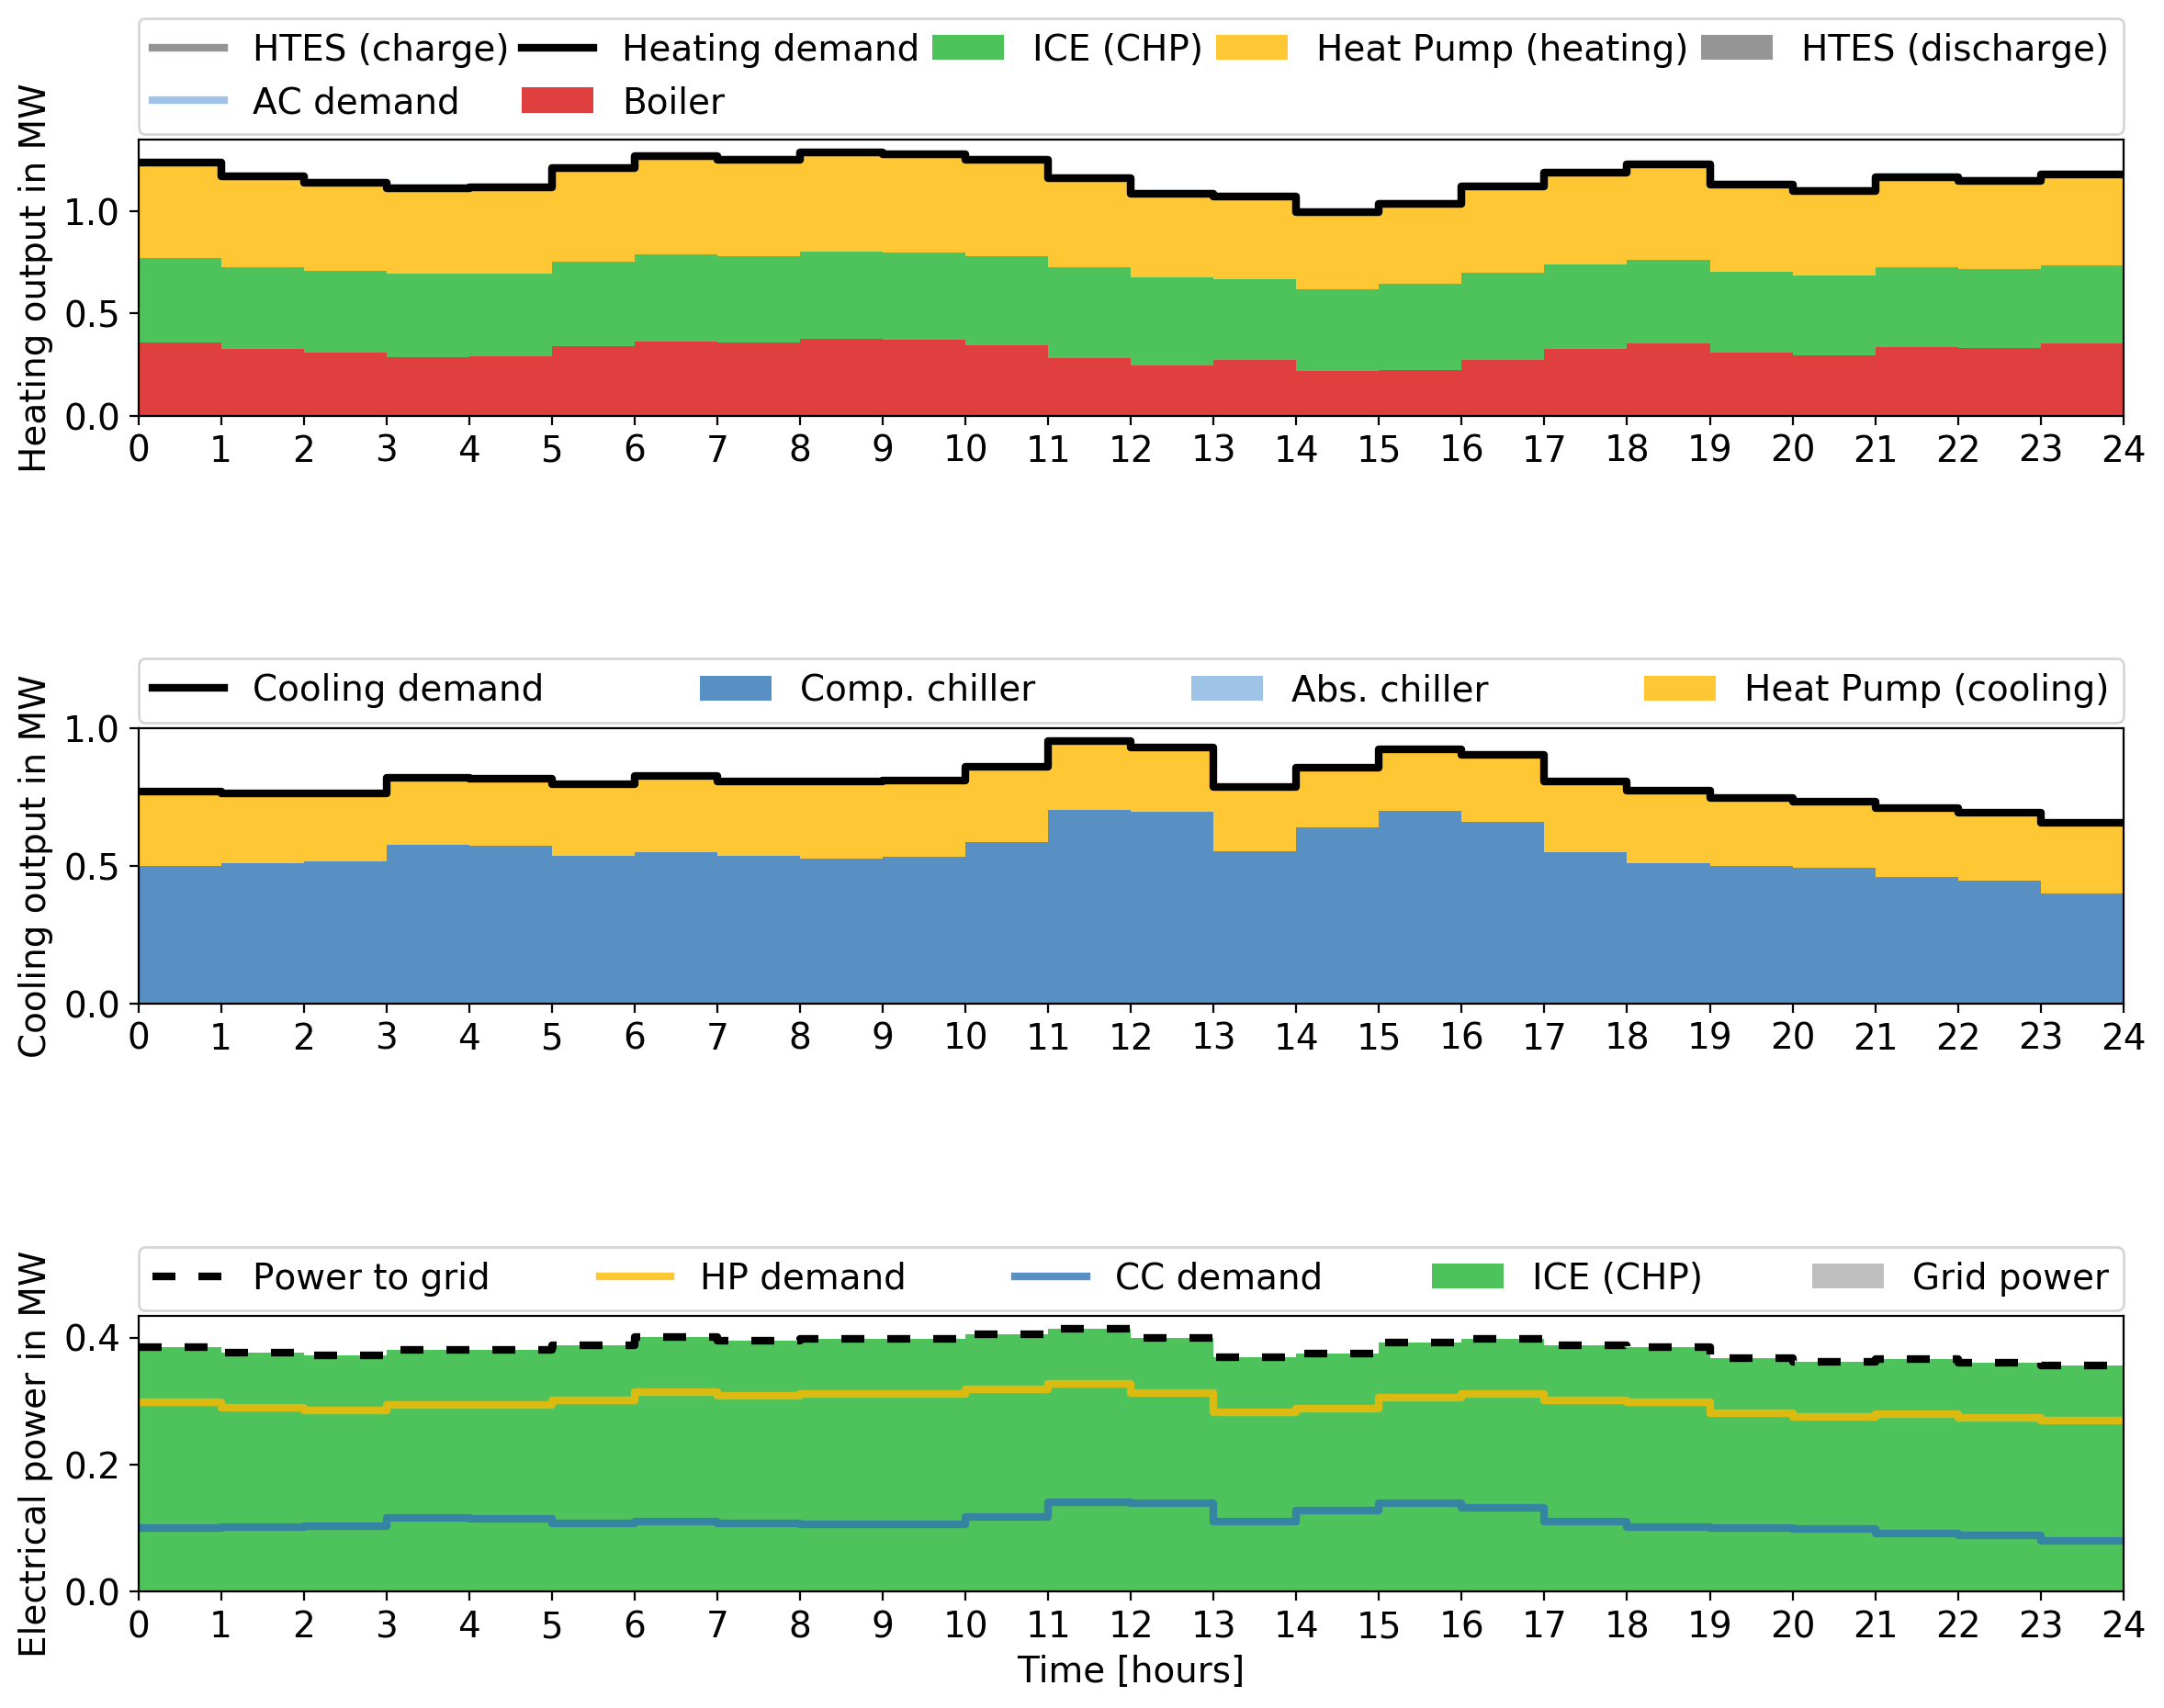 HTES (charge) Heating demand ICE (CHP) Heat Pump (heating) HTES (discharge)
AC demand Boiler
Heating output in MW
1.0
0.5
0.0
0 1 2 3 4 5 6 7 8 9 10 11 12 13 14 15 16 17 18 19 20 21 22 23 24
Cooling demand Comp. chiller Abs. chiller Heat Pump (cooling)
Cooling output in MW
1.0
0.5
0.0
0 1 2 3 4 5 6 7 8 9 10 11 12 13 14 15 16 17 18 19 20 21 22 23 24
Power to grid HP demand CC demand ICE (CHP) Grid power
Electrical power in MW
0.4
0.2
0.0
0 1 2 3 4 5 6 7 8 9 10 11 12 13 14 15 16 17 18 19 20 21 22 23 24
Time [hours]